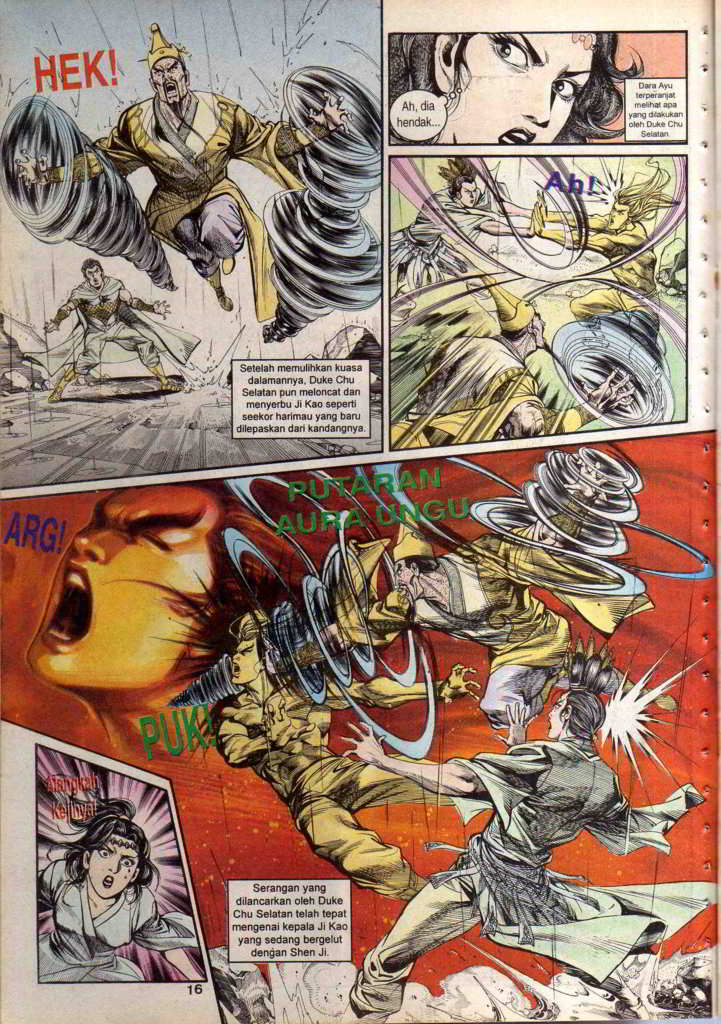 HEK!
Setelah memulihkan kuasa
dalamannya, Duke Chu
Selatan pun meloncat dan
menyerbu Ji Kao seperti
seekor harimau yang baru
dilepaskan dari kandangnya.
Ah, dia
hendak...
Dara Ayu
terperanjat
melihat apa
yang dilakukan
oleh Duke Chu
Selatan.
Ah!
PUTARAN
AURA UNGU
ARG!
PUK!
Alangkah
Kejinya!
Serangan yang
dilancarkan oleh Duke
Chu Selatan telah tepat
mengenai kepala Ji Kao
yang sedang bergelut
dengan Shen Ji.
16